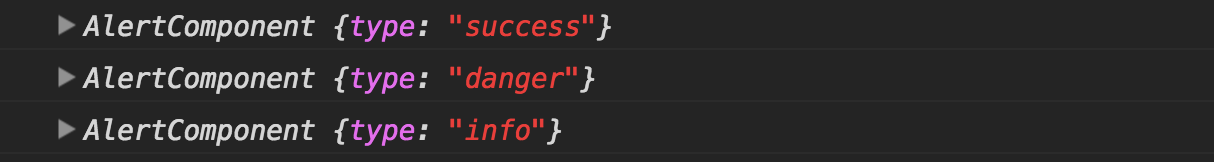 AlertComponent {type: "success"}
AlertComponent {type: "danger"}
AlertComponent {type: "info"}